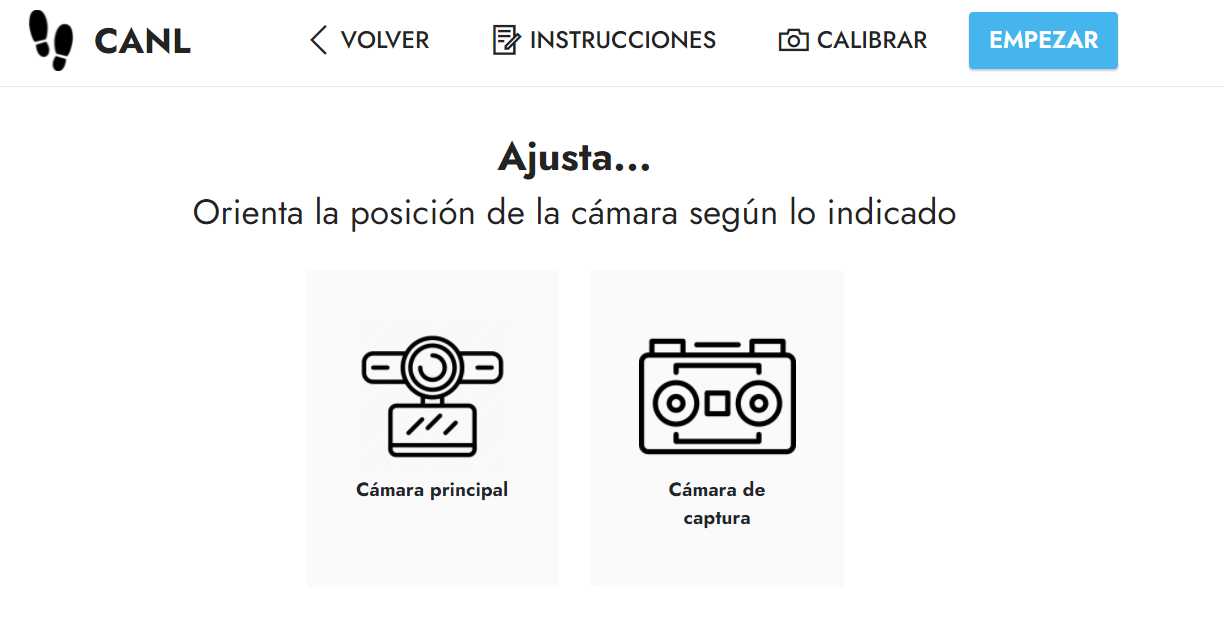 CANL
VOLVER
INSTRUCCIONES
CALIBRAR
EMPEZAR
Ajusta...
Orienta la posición de la cámara según lo indicado
Cámara principal
Cámara de
captura